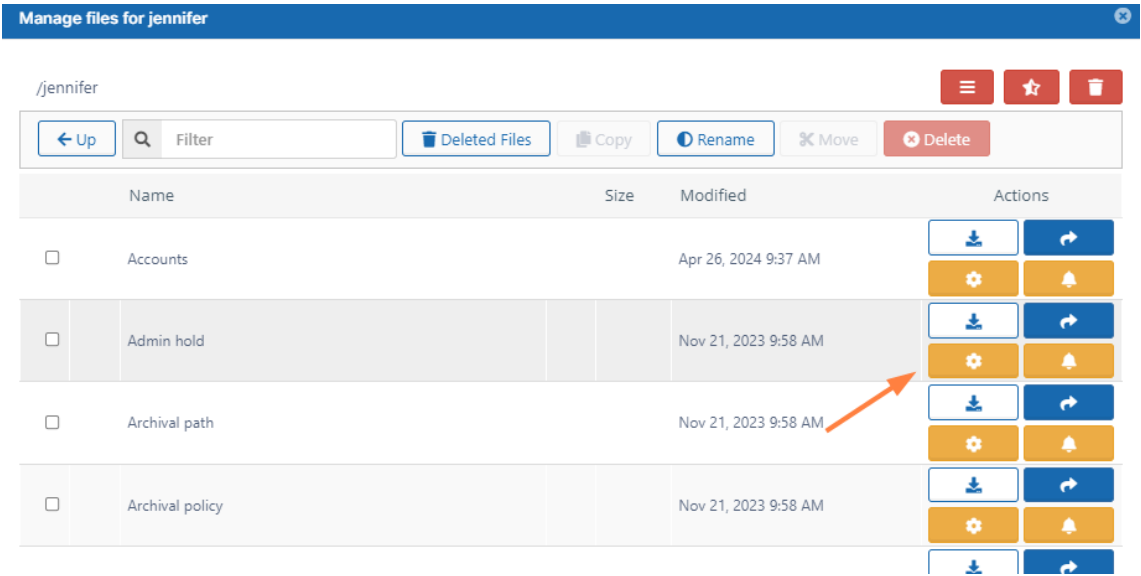 Manage files for jennifer
/jennifer
Up Filter Deleted Files Copy Rename Move Delete
Name Size Modified Actions
Accounts Apr 26, 2024 9:37 AM
Admin hold Nov 21, 2023 9:58 AM
Archival path Nov 21, 2023 9:58 AM
Archival policy Nov 21, 2023 9:58 AM